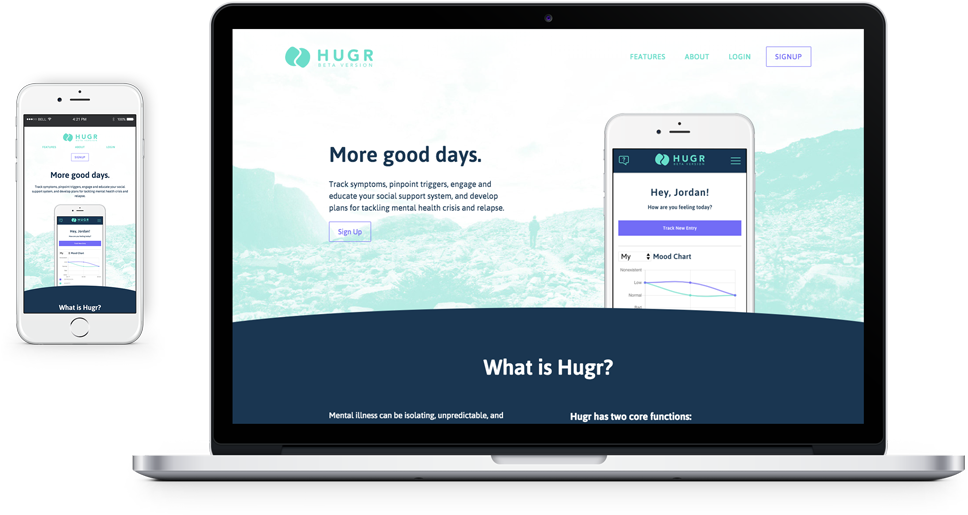 HUGR
BETA VERSION
FEATURES ABOUT LOGIN SIGNUP
More good days.
Track symptoms, pinpoint triggers, engage and
educate your social support system, and develop
plans for tackling mental health crisis and relapse.
Sign Up
HUGR
BETA VERSION
Hey, Jordan!
How are you feeling today?
Track New Entry
My Mood Chart
Nonexistent
Low
Normal
What is Hugr?
Mental illness can be isolating, unpredictable, and
Hugr has two core functions:
BELL 4:21 PM 100%
HUGR
FEATURES ABOUT LOGIN
SIGNUP
More good days.
Track symptoms, pinpoint triggers, engage and educate your social
support system, and develop plans for tackling mental health crisis and
relapse.
HUGR
Hey, Jordan!
My Mood Chart
What is Hugr?